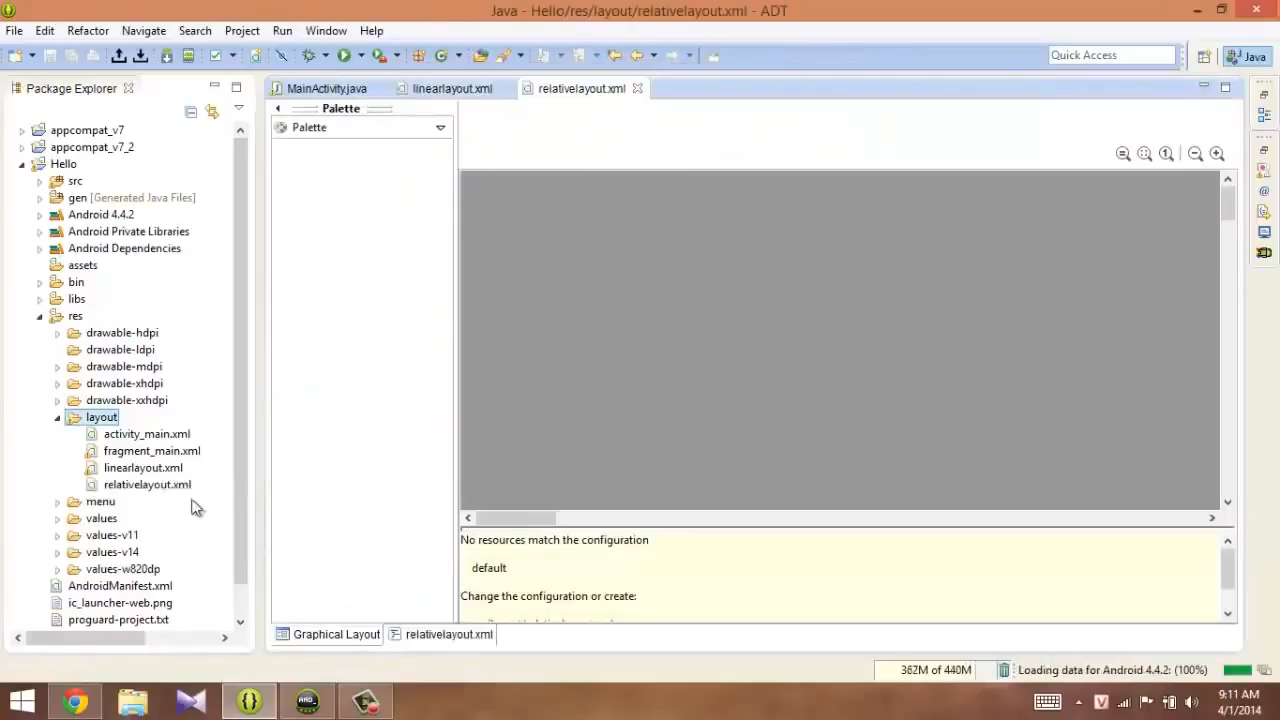 Java - Hello/res/layout/relativelayout.xml - ADT
File Edit Refactor Navigate Search Project Run Window Help
Quick Access
Java
Package Explorer
appcompat_v7
appcompat_v7_2
Hello
src
gen [Generated Java Files]
Android 4.4.2
Android Private Libraries
Android Dependencies
assets
bin
libs
res
drawable-hdpi
drawable-ldpi
drawable-mdpi
drawable-xhdpi
drawable-xxhdpi
layout
activity_main.xml
fragment_main.xml
linearlayout.xml
relativelayout.xml
menu
values
values-v11
values-v14
values-w820dp
AndroidManifest.xml
ic_launcher-web.png
proguard-project.txt
MainActivity.java
linearlayout.xml
relativelayout.xml
Palette
Palette
No resources match the configuration
default
Change the configuration or create:
Graphical Layout
relativelayout.xml
362M of 440M
Loading data for Android 4.4.2: (100%)
9:11 AM
4/1/2014